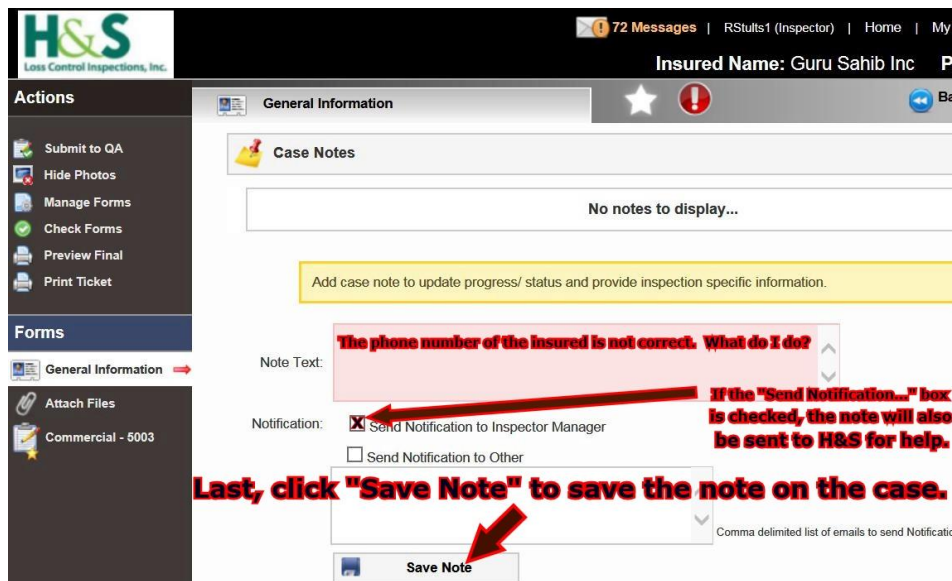 H&S
Loss Control Inspections, Inc.
72 Messages | RStults1 (Inspector) | Home | My
Insured Name: Guru Sahib Inc P
Actions
General Information
Ba
Submit to QA
Hide Photos
Manage Forms
Check Forms
Preview Final
Print Ticket
Case Notes
No notes to display...
Add case note to update progress/ status and provide inspection specific information.
Forms
General Information
Attach Files
Commercial - 5003
Note Text:
The phone number of the insured is not correct. What do I do?
Notification:
X Send Notification to Inspector Manager
If the "Send Notification..." box
is checked, the note will also
be sent to H&S for help.
Send Notification to Other
Last, click "Save Note" to save the note on the case.
Comma delimited list of emails to send Notificatio
Save Note